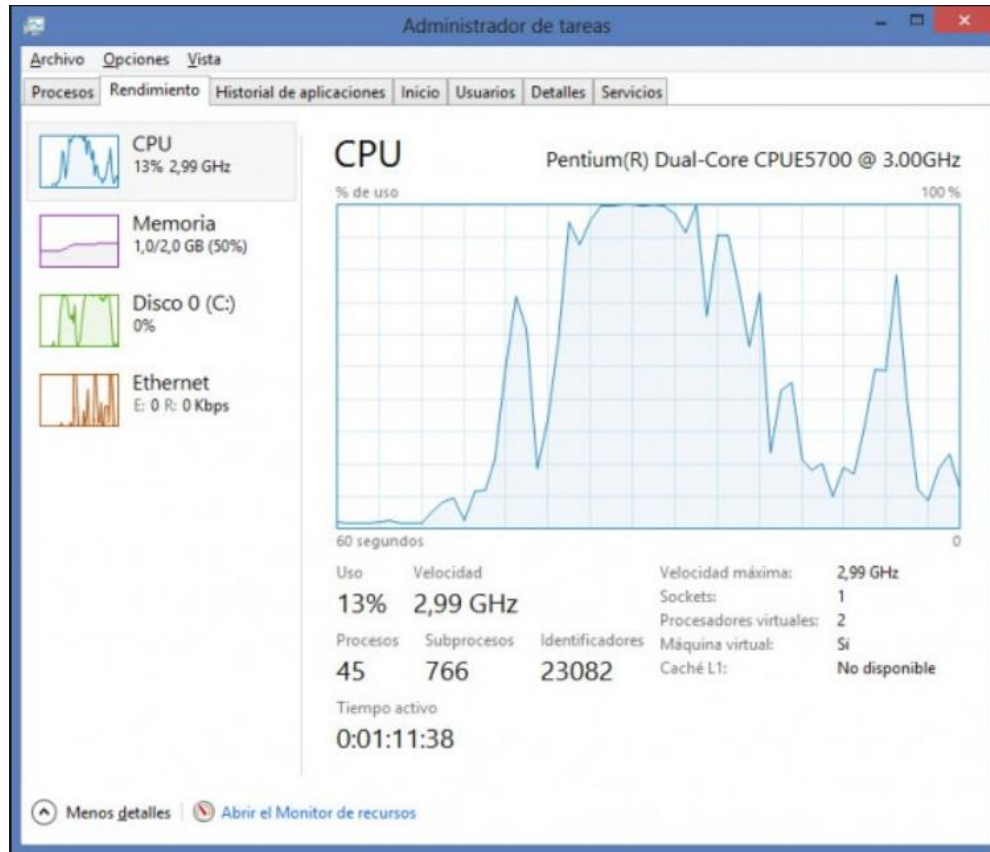 Administrador de tareas
Archivo Opciones Vista
Procesos Rendimiento Historial de aplicaciones Inicio Usuarios Detalles Servicios
CPU
13% 2,99 GHz
Memoria
1,0/2,0 GB (50%)
Disco 0 (C:)
0%
Ethernet
E: 0 R: 0 Kbps
CPU Pentium(R) Dual-Core CPUE5700 @ 3.00GHz
% de uso 100 %
60 segundos 0
Uso Velocidad
13% 2,99 GHz
Procesos Subprocesos Identificadores
45 766 23082
Tiempo activo
0:01:11:38
Velocidad máxima: 2,99 GHz
Sockets: 1
Procesadores virtuales: 2
Máquina virtual: Sí
Caché L1: No disponible
Menos detalles Abrir el Monitor de recursos